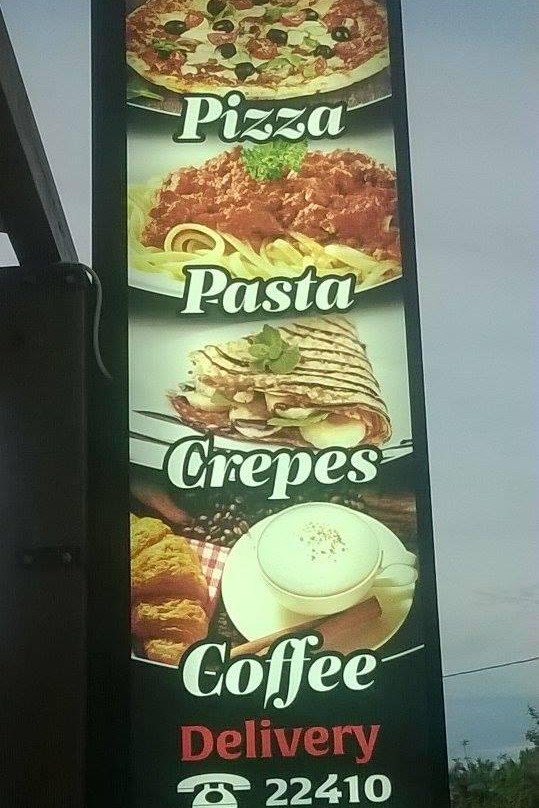 Pizza
Pasta
Crepes
Coffee
Delivery
22410